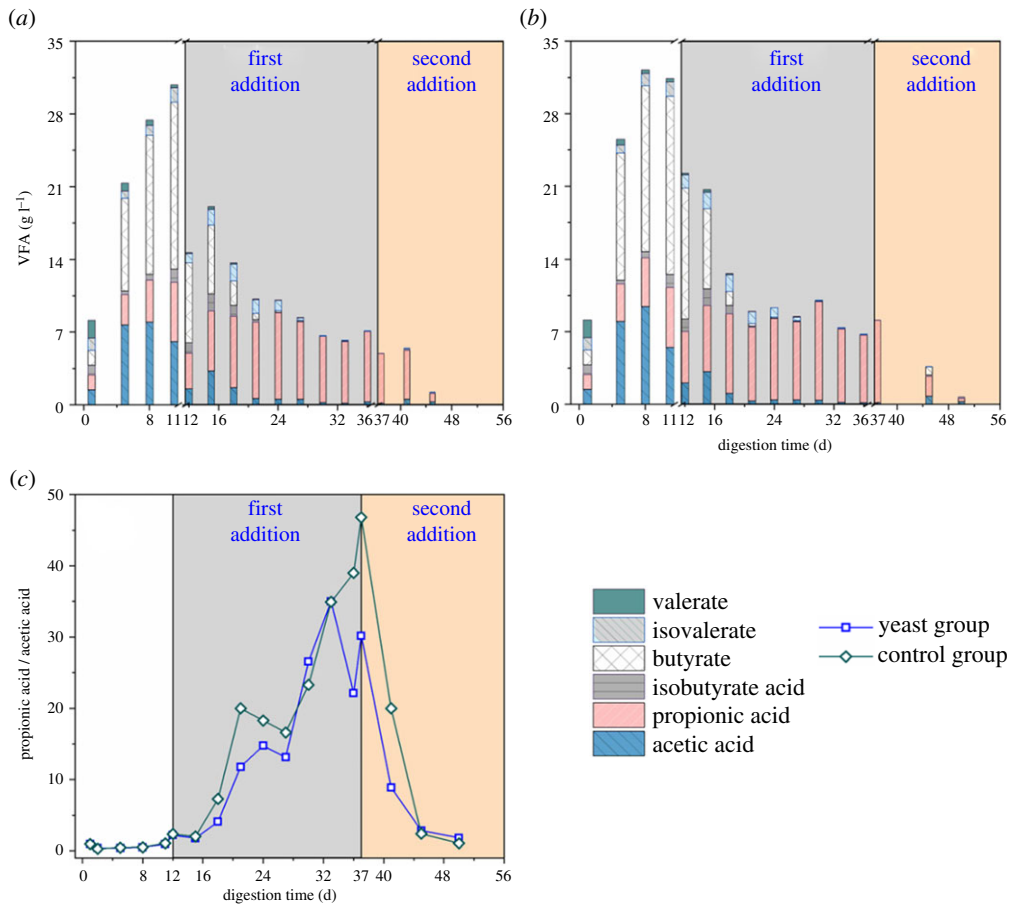 (a)
(b)
35
28
21
14
7
0
VFA (g l⁻¹)
first
addition
second
addition
0
8
11
12
16
24
32
36
37
40
48
56
35
28
21
14
7
0
first
addition
second
addition
0
8
11
12
16
24
32
36
37
40
48
56
digestion time (d)
(c)
50
40
30
20
10
0
propionic acid / acetic acid
first
addition
second
addition
0
8
12
16
24
32
37
40
48
56
digestion time (d)
valerate
isovalerate
butyrate
isobutyrate acid
propionic acid
acetic acid
yeast group
control group